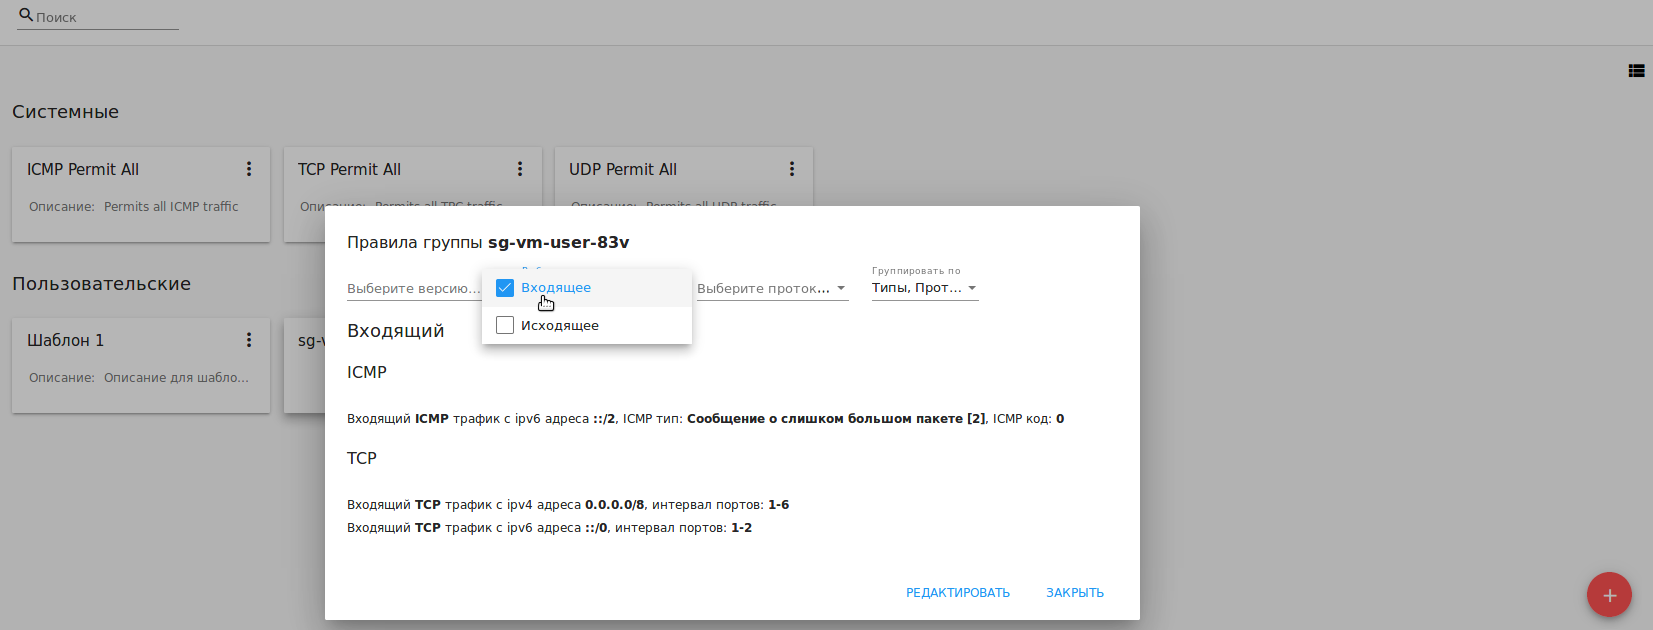 Поиск
Системные
ICMP Permit All
TCP Permit All
UDP Permit All
Описание: Permits all ICMP traffic
Описание: Permits all TPC traffic
Описание: Permits all UDP traffic
Правила группы sg-vm-user-83v
Группировать по
Выберите версию...
Входящее
Выберите проток...
Типы, Прот...
Исходящее
Пользовательские
Шаблон 1
sg-v
Описание: Описание для шабло...
Входящий
ICMP
Входящий ICMP трафик с ipv6 адреса ::/2, ICMP тип: Сообщение о слишком большом пакете [2], ICMP код: 0
TCP
Входящий TCP трафик с ipv4 адреса 0.0.0.0/8, интервал портов: 1-6
Входящий TCP трафик с ipv6 адреса ::/0, интервал портов: 1-2
РЕДАКТИРОВАТЬ
ЗАКРЫТЬ